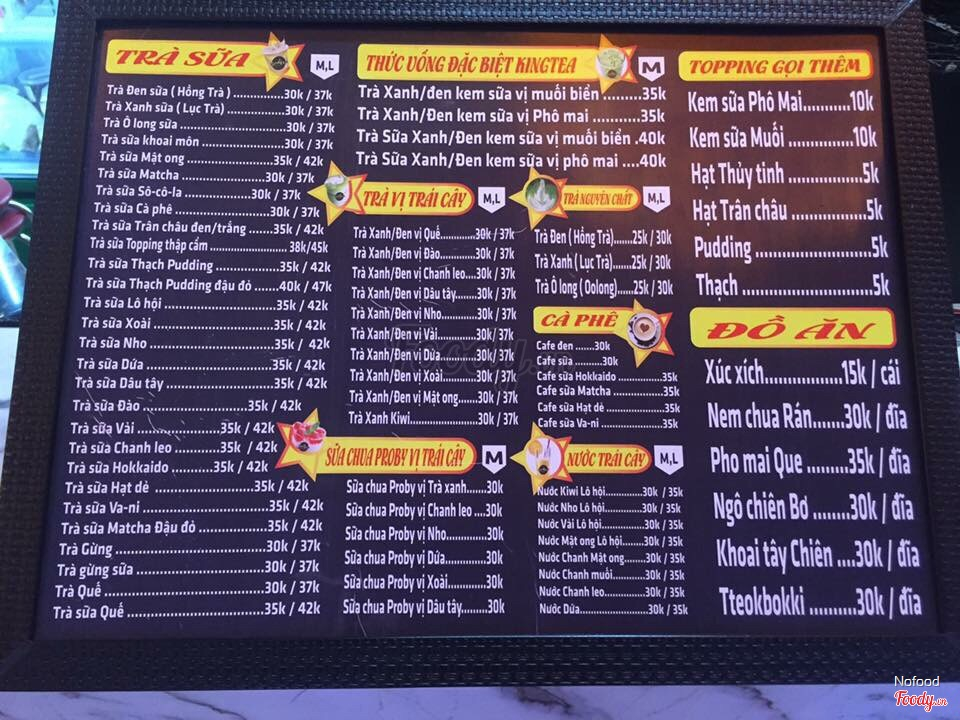 TRÀ SỮA
M,L
Trà Đen sữa ( Hồng Trà ) ............30k / 37k
Trà Xanh sữa ( Lục Trà) ..............30k / 37k
Trà Ô long sữa ..........................30k / 37k
Trà sữa khoai môn .....................30k / 37k
Trà sữa Mật ong .....................35k / 42k
Trà sữa Matcha ......................30k / 37k
Trà sữa Sô-cô-la ......................30k / 37k
Trà sữa Cà phê ........................30k / 37k
Trà sữa Trân châu đen/trắng ......35k / 42k
Trà sữa Topping thập cẩm ................38k/45k
Trà sữa Thạch Pudding .............35k / 42k
Trà sữa Thạch Pudding đậu đỏ .......40k / 47k
Trà sữa Lô hội ........................35k / 42k
Trà sữa Xoài ..........................35k / 42k
Trà sữa Nho ..........................35k / 42k
Trà sữa Dứa ..........................35k / 42k
Trà sữa Dâu tây ......................35k / 42k
Trà sữa Đào ........................35k / 42k
Trà sữa Vải ........................35k / 42k
Trà sữa Chanh leo ................35k / 42k
Trà sữa Hokkaido ................35k / 42k
Trà sữa Hạt dẻ .....................35k / 42k
Trà sữa Va-ni ......................35k / 42k
Trà sữa Matcha Đậu đỏ ...........35k / 42k
Trà Gừng ..............................30k / 37k
Trà gừng sữa .........................30k / 37k
Trà Quế ...............................30k / 37k
Trà sữa Quế .........................35k / 42k
THỨC UỐNG ĐẶC BIỆT KINGTEA
M
Trà Xanh/đen kem sữa vị muối biển .........35k
Trà Xanh/Đen kem sữa vị Phô mai ...........35k
Trà Sữa Xanh/Đen kem sữa vị muối biển .40k
Trà Sữa Xanh/Đen kem sữa vị phô mai ....40k
TRÀ VỊ TRÁI CÂY
M,L
Trà Xanh/Đen vị Quế............30k / 37k
Trà Xanh/Đen vị Đào............30k / 37k
Trà Xanh/Đen vị Chanh leo...30k / 37k
Trà Xanh/Đen vị Dâu tây.......30k / 37k
Trà Xanh/Đen vị Nho............30k / 37k
Trà Xanh/Đen vị Vải.............30k / 37k
Trà Xanh/Đen vị Dừa............30k / 37k
Trà Xanh/Đen vị Xoài...........30k / 37k
Trà Xanh/Đen vị Mật ong.....30k / 37k
Trà Xanh Kiwi......................30k / 37k
SỮA CHUA PROBY VỊ TRÁI CÂY
M
Sữa chua Proby vị Trà xanh.....30k
Sữa chua Proby vị Chanh leo ...30k
Sữa chua Proby vị Nho............30k
Sữa chua Proby vị Dứa............30k
Sữa chua Proby vị Xoài...........30k
Sữa chua Proby vị Dâu tây.......30k
TRÀ NGUYÊN CHẤT
M,L
Trà Đen ( Hồng Trà).......25k / 30k
Trà Xanh ( Lục Trà).......25k / 30k
Trà Ô long ( Oolong).....25k / 30k
CÀ PHÊ
Cafe đen ......30k
Cafe sữa ........30k
Cafe sữa Hokkaido ............35k
Cafe sữa Matcha ..............35k
Cafe sữa Hạt dẻ ...............35k
Cafe sữa Va-ni ................35k
NƯỚC TRÁI CÂY
M,L
Nước Kiwi Lô hội..........30k / 35k
Nước Nho Lô hội..........30k / 35k
Nước Vải Lô hội...........30k / 35k
Nước Mật ong Lô hội.....30k / 35k
Nước Chanh Mật ong.....30k / 35k
Nước Chanh muối.........30k / 35k
Nước Chanh leo............30k / 35k
Nước Dứa....................30k / 35k
TOPPING GỌI THÊM
Kem sữa Phô Mai..........10k
Kem sữa Muối ..............10k
Hạt Thủy tinh ...............5k
Hạt Trân châu ................5k
Pudding .........................5k
Thạch ...........................5k
ĐỒ ĂN
Xúc xích................15k / cái
Nem chua Rán......30k / đĩa
Pho mai Que ........35k / đĩa
Ngô chiên Bơ ........30k / đĩa
Khoai tây Chiên ....30k / đĩa
Tteokbokki ..........30k / đĩa
Foody.vn
Nofood
Foody.vn